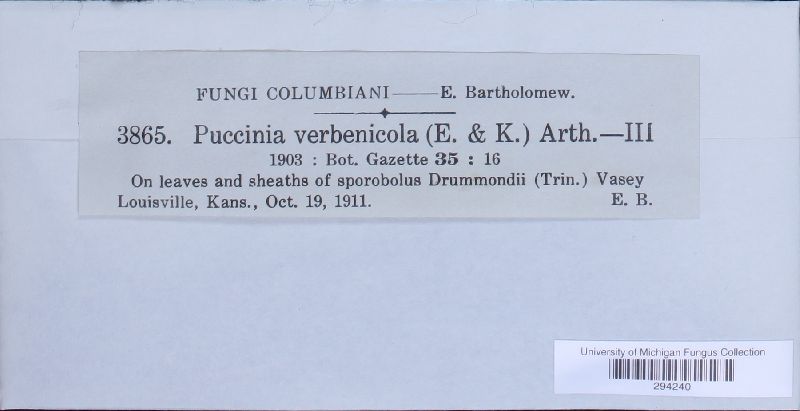 FUNGI COLUMBIANI——E. Bartholomew.
3865. Puccinia verbenicola (E. & K.) Arth.—III
1903 : Bot. Gazette 35 : 16
On leaves and sheaths of sporobolus Drummondii (Trin.) Vasey
Louisville, Kans., Oct. 19, 1911. E. B.
University of Michigan Fungus Collection
294240